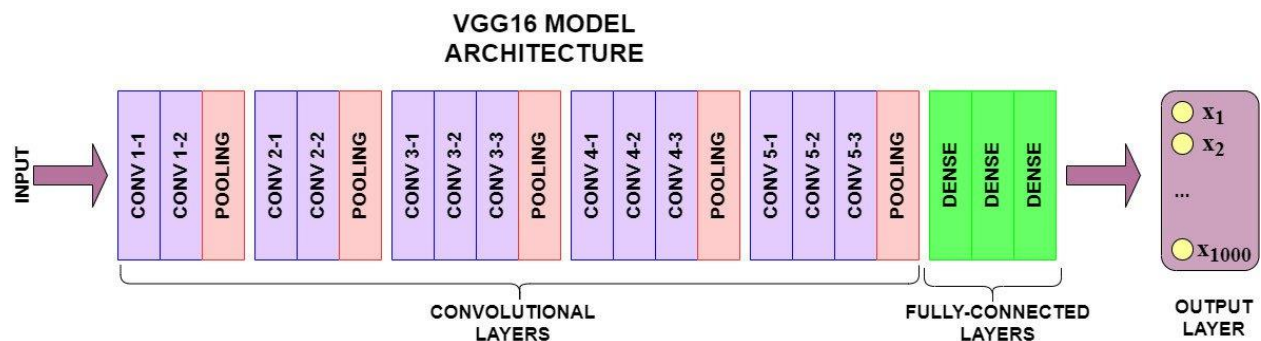 VGG16 MODEL
ARCHITECTURE
INPUT
CONV 1-1
CONV 1-2
POOLING
CONV 2-1
CONV 2-2
POOLING
CONV 3-1
CONV 3-2
CONV 3-3
POOLING
CONV 4-1
CONV 4-2
CONV 4-3
POOLING
CONV 5-1
CONV 5-2
CONV 5-3
POOLING
DENSE
DENSE
DENSE
x1
x2
...
x1000
CONVOLUTIONAL
LAYERS
FULLY-CONNECTED
LAYERS
OUTPUT
LAYER